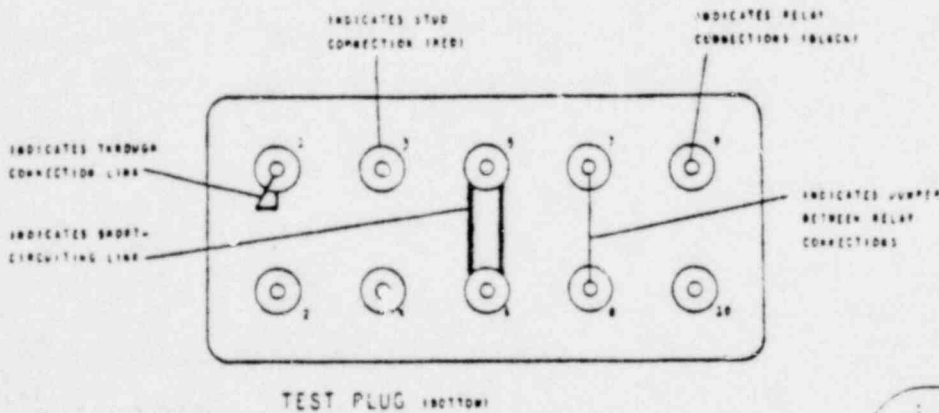 INDICATES STUD
CONNECTION (RED)
INDICATES RELAY
CONNECTIONS (BLACK)
INDICATES THROUGH
CONNECTION LINK
INDICATES SHORT-
CIRCUITING LINK
INDICATES JUMPER
BETWEEN RELAY
CONNECTIONS
1
3
5
7
9
2
4
6
8
10
TEST PLUG (BOTTOM)